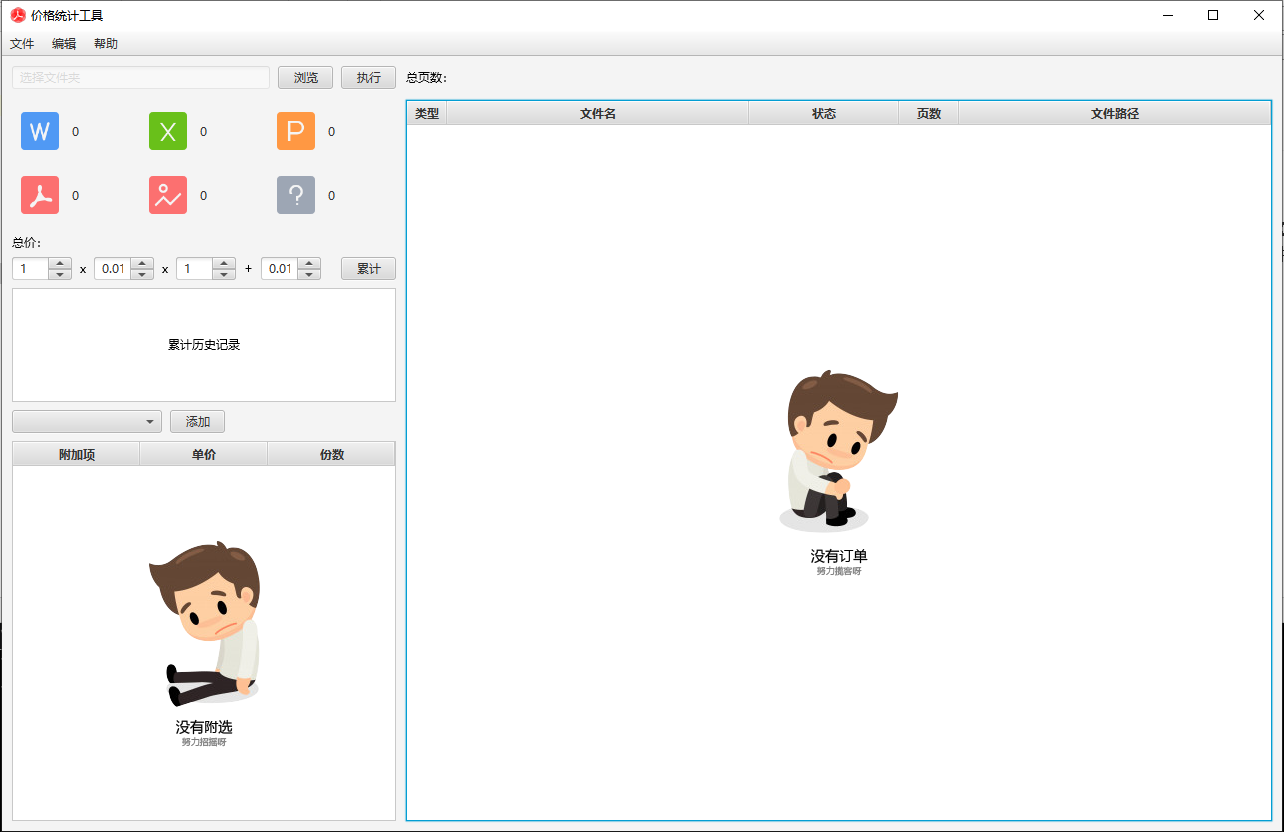 价格统计工具
文件 编辑 帮助
选择文件夹 浏览 执行 总页数:
W 0 X 0 P 0
0 0 ? 0
总价:
1 x 0.01 x 1 + 0.01 累计
累计历史记录
添加
附加项 单价 份数
没有附选
努力招揽呀
类型 文件名 状态 页数 文件路径
没有订单
努力揽客呀